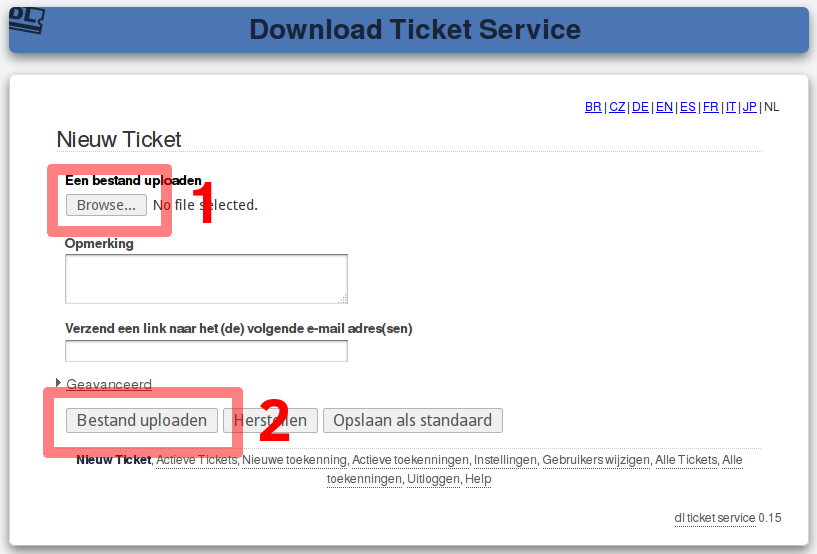 dL
Download Ticket Service
BR | CZ | DE | EN | ES | FR | IT | JP | NL
Nieuw Ticket
Een bestand uploaden
Browse... No file selected.
1
Opmerking
Verzend een link naar het (de) volgende e-mail adres(sen)
Geavanceerd
Bestand uploaden Herstellen Opslaan als standaard
2
Nieuw Ticket, Actieve Tickets, Nieuwe toekenning, Actieve toekenningen, Instellingen, Gebruikers wijzigen, Alle Tickets, Alle
toekenningen, Uitloggen, Help
dl ticket service 0.15